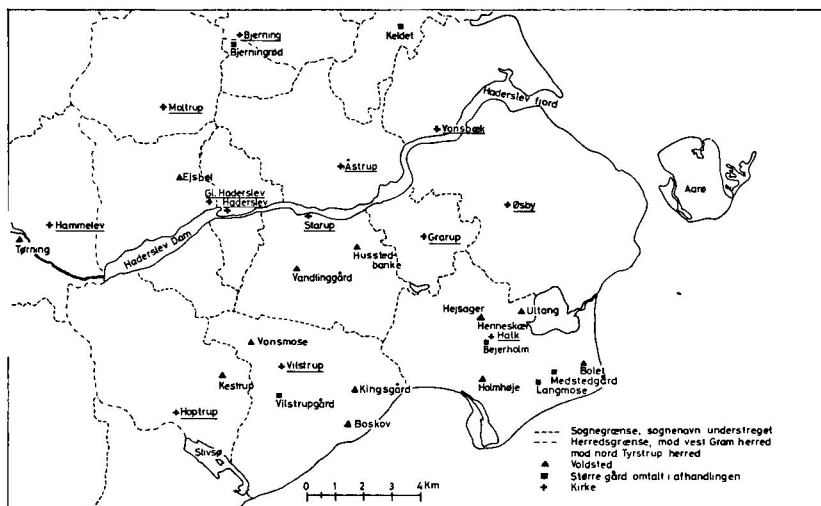 Bjerning
Bjerningrød
Keldet
Moltrup
Haderslev fjord
Vonsbæk
Åstrup
Aarø
Ejsbøl
Gl. Haderslev
Haderslev
Starup
Øsby
Hammelev
Tørning
Haderslev Dam
Grarup
Hussted-
banke
Vandlinggård
Hejsager
Ultang
Henneskær
Halk
Bejerholm
Vonsmose
Vilstrup
Bolet
Medstedgård
Langmose
Holmhøje
Kestrup
Kingsgård
Vilstrupgård
Hoptrup
Boskov
Slivsø
Sognegrænse, sognenavn understreget
Herredsgrænse, mod vest Gram herred
mod nord Tyrstrup herred
Voldsted
Større gård omtalt i afhandlingen
Kirke
0 1 2 3 4 Km